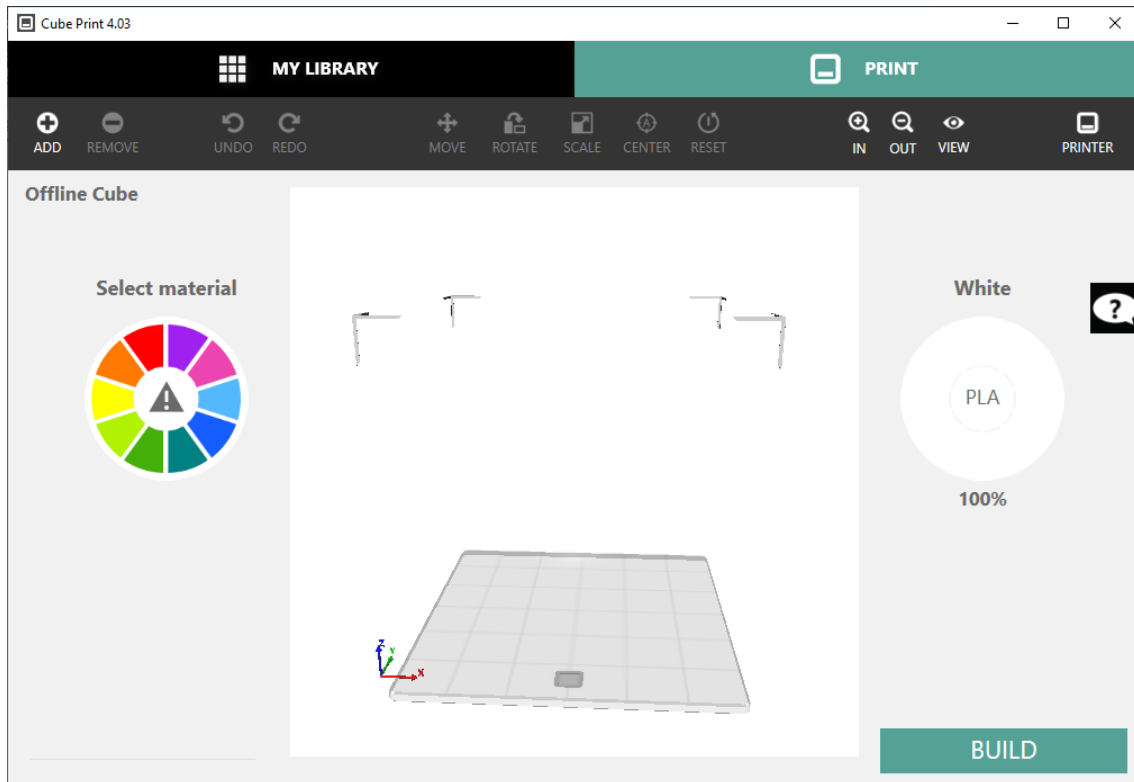 Cube Print 4.03
MY LIBRARY
PRINT
ADD
REMOVE
UNDO
REDO
MOVE
ROTATE
SCALE
CENTER
RESET
IN
OUT
VIEW
PRINTER
Offline Cube
Select material
White
?
PLA
100%
Z
Y
X
BUILD